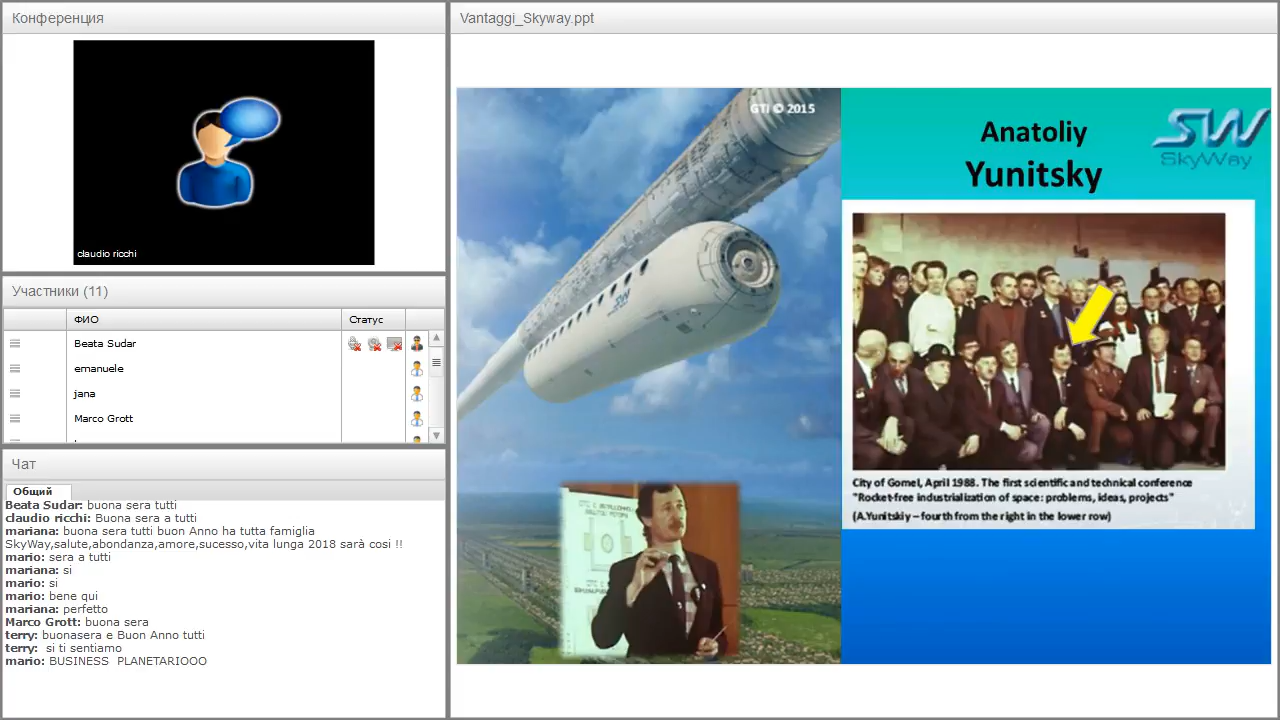 Конференция
claudio ricchi
Участники (11)
ФИО
Статус
Beata Sudar
emanuele
jana
Marco Grott
Чат
Общий
Beata Sudar: buona sera tutti
claudio ricchi: Buona sera a tutti
mariana: buona sera tutti buon Anno ha tutta famiglia
SkyWay,salute,abondanza,amore,sucesso,vita lunga 2018 sarà cosi !!
mario: sera a tutti
mariana: si
mario: si
mario: bene qui
mariana: perfetto
Marco Grott: buona sera
terry: buonasera e Buon Anno tutti
terry: si ti sentiamo
mario: BUSINESS PLANETARIOOO
Vantaggi_Skyway.ppt
GTI © 2015
SW
Anatoliy
Yunitsky
SW
SkyWay
City of Gomel, April 1988. The first scientific and technical conference
"Rocket-free industrialization of space: problems, ideas, projects"
(A.Yunitskiy – fourth from the right in the lower row)